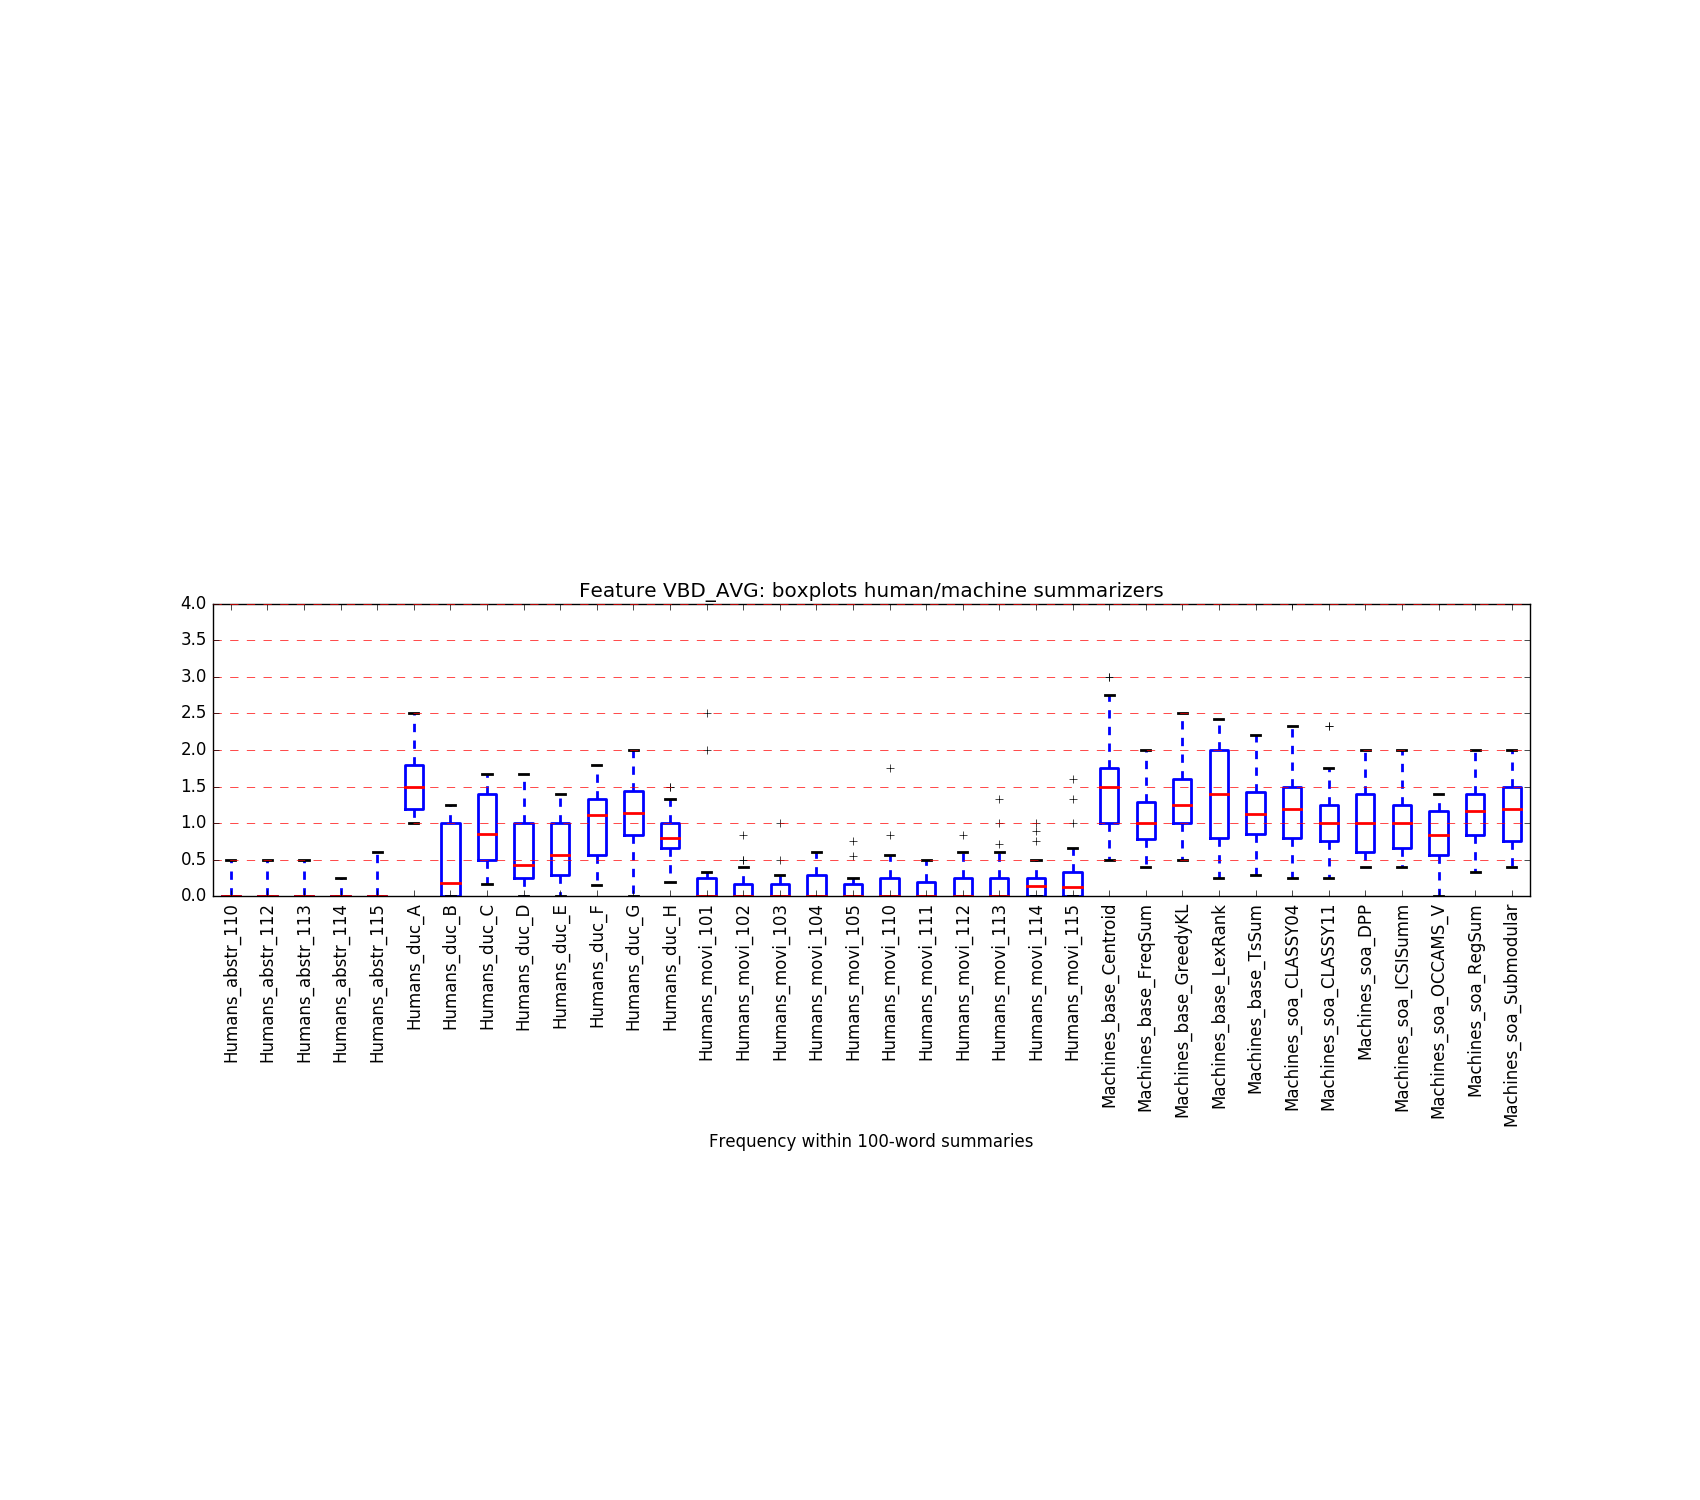 Feature VBD_AVG: boxplots human/machine summarizers
4.0
3.5
3.0
2.5
2.0
1.5
1.0
0.5
0.0
Humans_abstr_110
Humans_abstr_112
Humans_abstr_113
Humans_abstr_114
Humans_abstr_115
Humans_duc_A
Humans_duc_B
Humans_duc_C
Humans_duc_D
Humans_duc_E
Humans_duc_F
Humans_duc_G
Humans_duc_H
Humans_movi_101
Humans_movi_102
Humans_movi_103
Humans_movi_104
Humans_movi_105
Humans_movi_110
Humans_movi_111
Humans_movi_112
Humans_movi_113
Humans_movi_114
Humans_movi_115
Machines_base_Centroid
Machines_base_FreqSum
Machines_base_GreedyKL
Machines_base_LexRank
Machines_base_TsSum
Machines_soa_CLASSY04
Machines_soa_CLASSY11
Machines_soa_DPP
Machines_soa_ICSISumm
Machines_soa_OCCAMS_V
Machines_soa_RegSum
Machines_soa_Submodular
Frequency within 100-word summaries